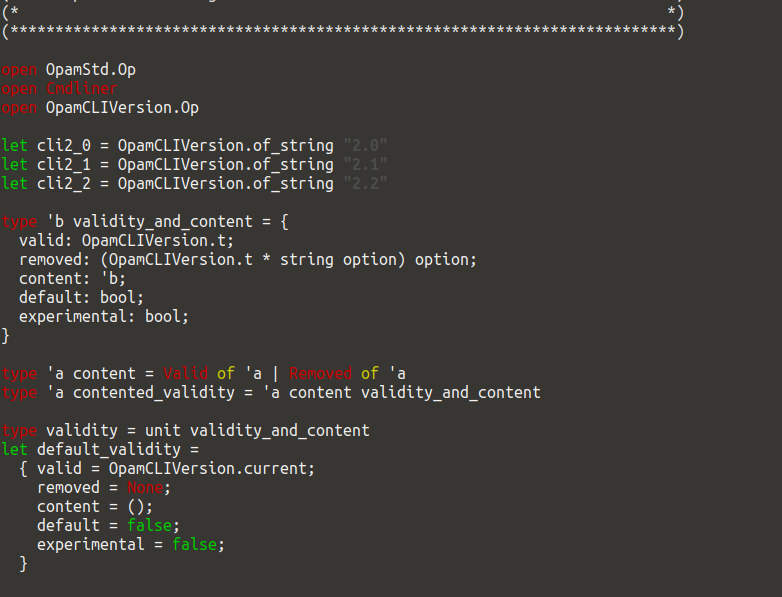 (*                                                                        *)
(**************************************************************************)

open OpamStd.Op
open Cmdliner
open OpamCLIVersion.Op

let cli2_0 = OpamCLIVersion.of_string "2.0"
let cli2_1 = OpamCLIVersion.of_string "2.1"
let cli2_2 = OpamCLIVersion.of_string "2.2"

type 'b validity_and_content = {
  valid: OpamCLIVersion.t;
  removed: (OpamCLIVersion.t * string option) option;
  content: 'b;
  default: bool;
  experimental: bool;
}

type 'a content = Valid of 'a | Removed of 'a
type 'a contented_validity = 'a content validity_and_content

type validity = unit validity_and_content
let default_validity =
  { valid = OpamCLIVersion.current;
    removed = None;
    content = ();
    default = false;
    experimental = false;
  }